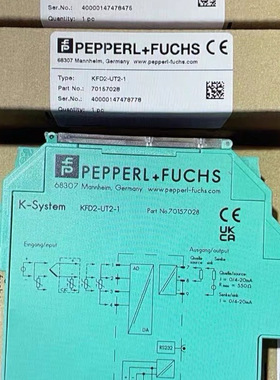 Ser.No.: 40000147478475
Quantity: 1 pc
PEPPERL+FUCHS
68307 Mannheim, Germany www.pepperl-fuchs.com
Type: KFD2-UT2-1
Part No.: 70157028
Ser.No.: 40000147478778
Quantity: 1 pc
PEPPERL+FUCHS
68307 Mannheim, Germany www.pepperl-fuchs.com
K-System KFD2-UT2-1 Part No.70157028
UK
CA
Eingang/input
Ausgang/output
AD
DA
Quelle source
Senke sink
Quelle/source:
I = 0/4-20mA
Senke/sink:
I = 0/4-20mA
RS232